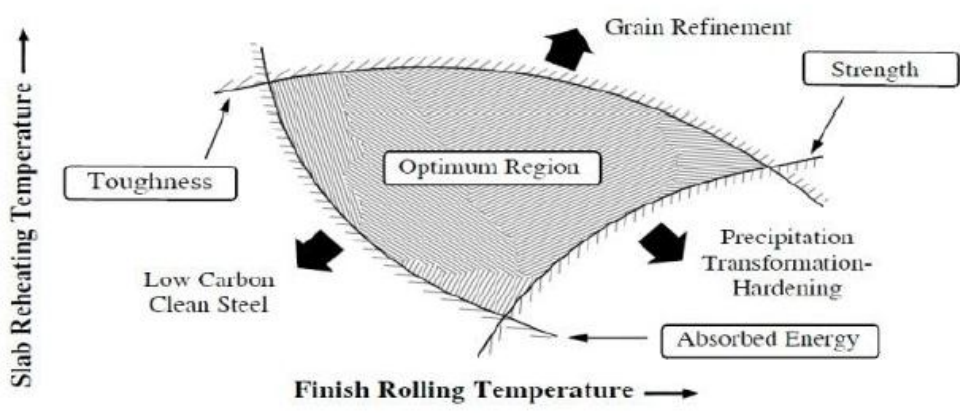 Grain Refinement
Strength
Optimum Region
Toughness
Precipitation
Transformation-
Hardening
Low Carbon
Clean Steel
Absorbed Energy
Slab Reheating Temperature
Finish Rolling Temperature